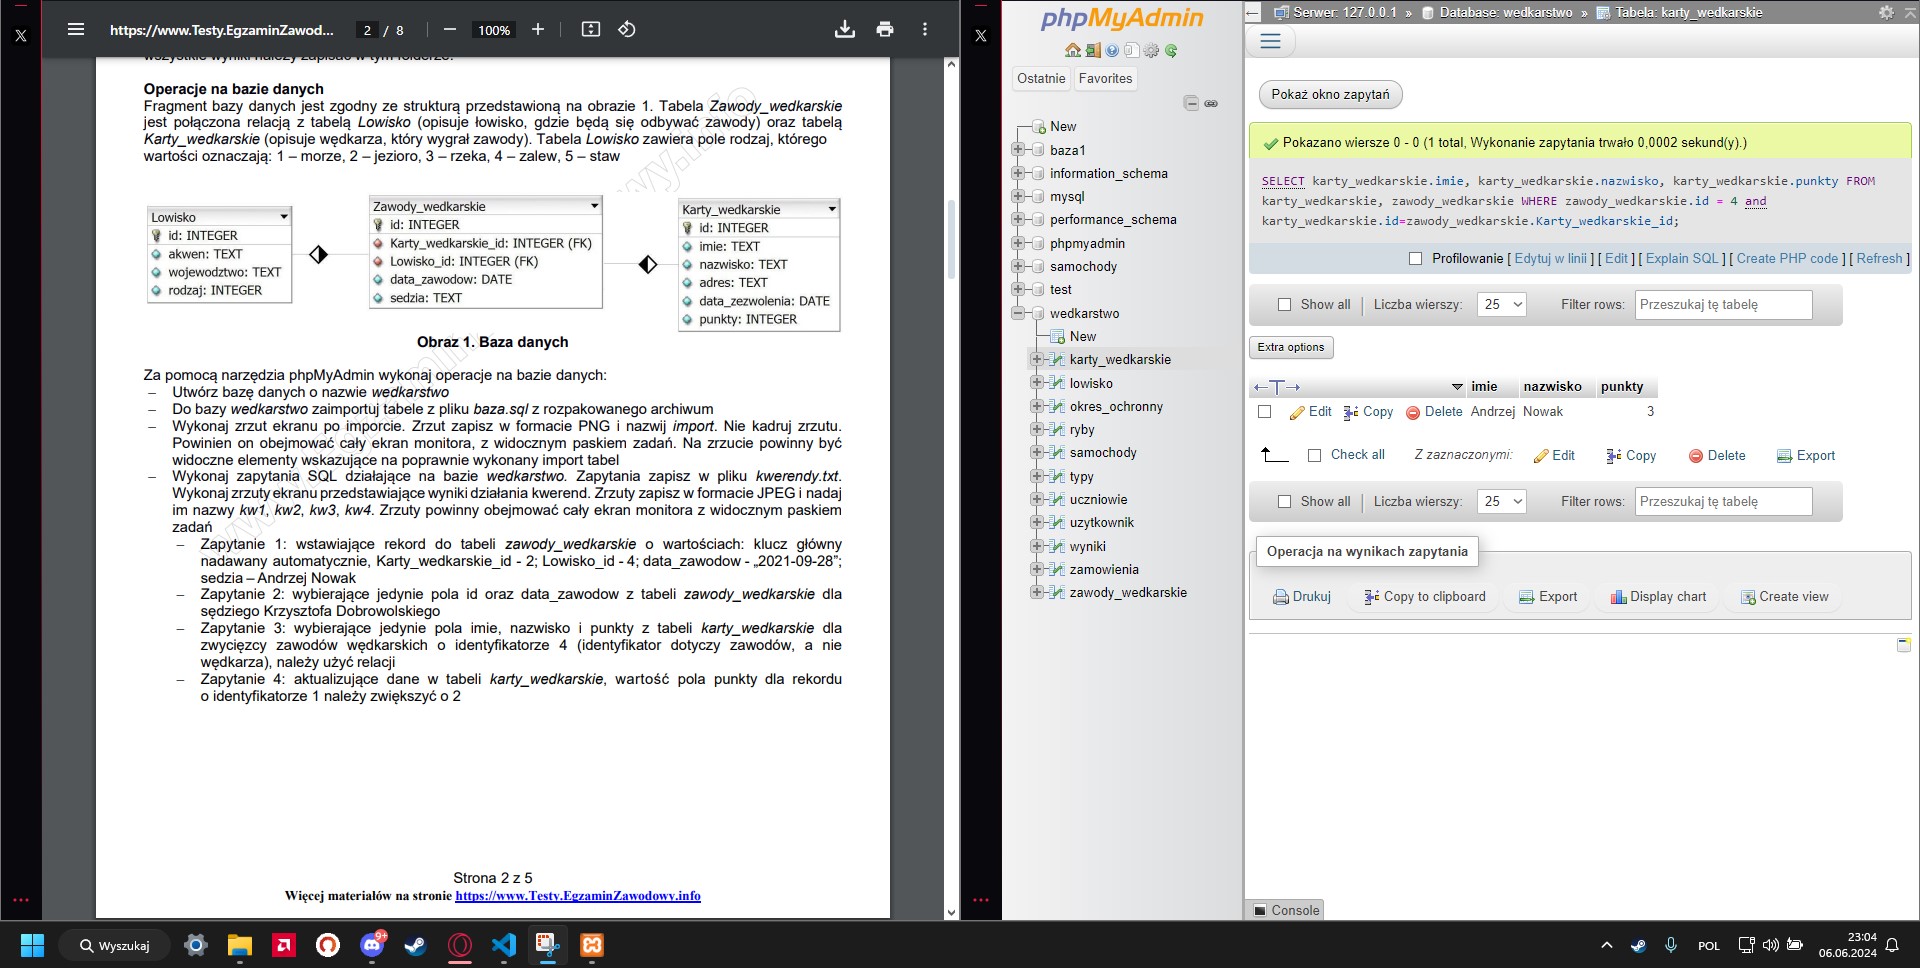 https://www.Testy.EgzaminZawod...
2 / 8
100%
wszystkie wyniki należy zapisać w tym folderze.
Operacje na bazie danych
Fragment bazy danych jest zgodny ze strukturą przedstawioną na obrazie 1. Tabela Zawody_wedkarskie
jest połączona relacją z tabelą Lowisko (opisuje łowisko, gdzie będą się odbywać zawody) oraz tabelą
Karty_wedkarskie (opisuje wędkarza, który wygrał zawody). Tabela Lowisko zawiera pole rodzaj, którego
wartości oznaczają: 1 – morze, 2 – jezioro, 3 – rzeka, 4 – zalew, 5 – staw
Lowisko
id: INTEGER
akwen: TEXT
wojewodztwo: TEXT
rodzaj: INTEGER
Zawody_wedkarskie
id: INTEGER
Karty_wedkarskie_id: INTEGER (FK)
Lowisko_id: INTEGER (FK)
data_zawodow: DATE
sedzia: TEXT
Karty_wedkarskie
id: INTEGER
imie: TEXT
nazwisko: TEXT
adres: TEXT
data_zezwolenia: DATE
punkty: INTEGER
Obraz 1. Baza danych
Za pomocą narzędzia phpMyAdmin wykonaj operacje na bazie danych:
– Utwórz bazę danych o nazwie wedkarstwo
– Do bazy wedkarstwo zaimportuj tabele z pliku baza.sql z rozpakowanego archiwum
– Wykonaj zrzut ekranu po imporcie. Zrzut zapisz w formacie PNG i nazwij import. Nie kadruj zrzutu.
Powinien on obejmować cały ekran monitora, z widocznym paskiem zadań. Na zrzucie powinny być
widoczne elementy wskazujące na poprawnie wykonany import tabel
– Wykonaj zapytania SQL działające na bazie wedkarstwo. Zapytania zapisz w pliku kwerendy.txt.
Wykonaj zrzuty ekranu przedstawiające wyniki działania kwerend. Zrzuty zapisz w formacie JPEG i nadaj
im nazwy kw1, kw2, kw3, kw4. Zrzuty powinny obejmować cały ekran monitora z widocznym paskiem
zadań
– Zapytanie 1: wstawiające rekord do tabeli zawody_wedkarskie o wartościach: klucz główny
nadawany automatycznie, Karty_wedkarskie_id - 2; Lowisko_id - 4; data_zawodow - „2021-09-28”;
sedzia – Andrzej Nowak
– Zapytanie 2: wybierające jedynie pola id oraz data_zawodow z tabeli zawody_wedkarskie dla
sędziego Krzysztofa Dobrowolskiego
– Zapytanie 3: wybierające jedynie pola imie, nazwisko i punkty z tabeli karty_wedkarskie dla
zwycięzcy zawodów wędkarskich o identyfikatorze 4 (identyfikator dotyczy zawodów, a nie
wędkarza), należy użyć relacji
– Zapytanie 4: aktualizujące dane w tabeli karty_wedkarskie, wartość pola punkty dla rekordu
o identyfikatorze 1 należy zwiększyć o 2
Strona 2 z 5
Więcej materiałów na stronie https://www.Testy.EgzaminZawodowy.info
phpMyAdmin
Ostatnie Favorites
New
baza1
information_schema
mysql
performance_schema
phpmyadmin
samochody
test
wedkarstwo
New
karty_wedkarskie
lowisko
okres_ochronny
ryby
samochody
typy
uczniowie
uzytkownik
wyniki
zamowienia
zawody_wedkarskie
Serwer: 127.0.0.1 » Database: wedkarstwo » Tabela: karty_wedkarskie
Pokaż okno zapytań
Pokazano wiersze 0 - 0 (1 total, Wykonanie zapytania trwało 0,0002 sekund(y).)
SELECT karty_wedkarskie.imie, karty_wedkarskie.nazwisko, karty_wedkarskie.punkty FROM
karty_wedkarskie, zawody_wedkarskie WHERE zawody_wedkarskie.id = 4 and
karty_wedkarskie.id=zawody_wedkarskie.Karty_wedkarskie_id;
Profilowanie [ Edytuj w linii ] [ Edit ] [ Explain SQL ] [ Create PHP code ] [ Refresh ]
Show all | Liczba wierszy: 25 Filter rows: Przeszukaj tę tabelę
Extra options
←T→ imie nazwisko punkty
Edit Copy Delete Andrzej Nowak 3
Check all Z zaznaczonymi: Edit Copy Delete Export
Show all | Liczba wierszy: 25 Filter rows: Przeszukaj tę tabelę
Operacja na wynikach zapytania
Drukuj Copy to clipboard Export Display chart Create view
Console
Wyszukaj
9+
POL
23:04
06.06.2024